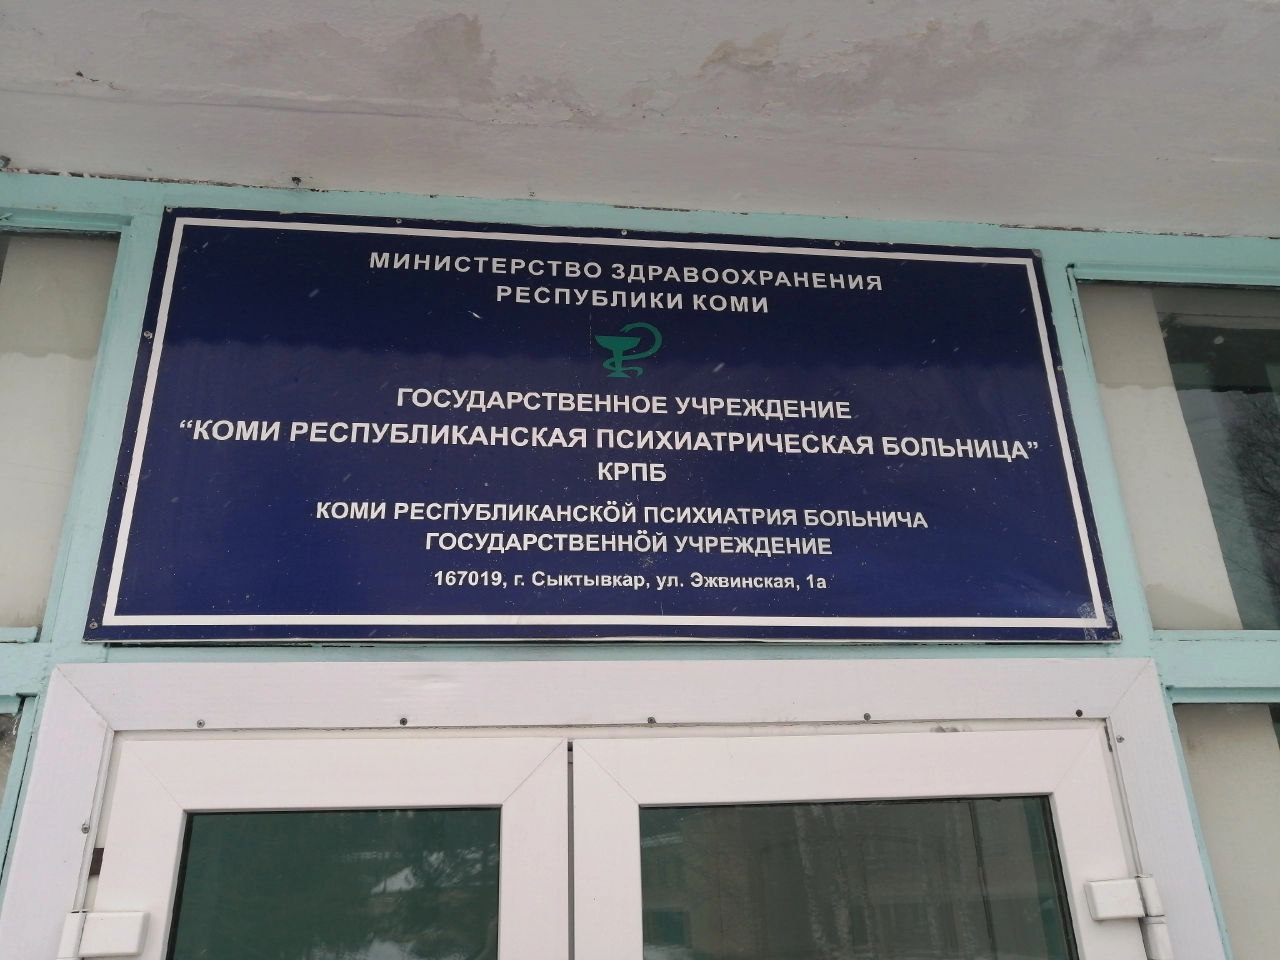 МИНИСТЕРСТВО ЗДРАВООХРАНЕНИЯ
РЕСПУБЛИКИ КОМИ
ГОСУДАРСТВЕННОЕ УЧРЕЖДЕНИЕ
“КОМИ РЕСПУБЛИКАНСКАЯ ПСИХИАТРИЧЕСКАЯ БОЛЬНИЦА”
КРПБ
КОМИ РЕСПУБЛИКАНСКӦЙ ПСИХИАТРИЯ БОЛЬНИЧА
ГОСУДАРСТВЕННӦЙ УЧРЕЖДЕНИЕ
167019, г. Сыктывкар, ул. Эжвинская, 1а